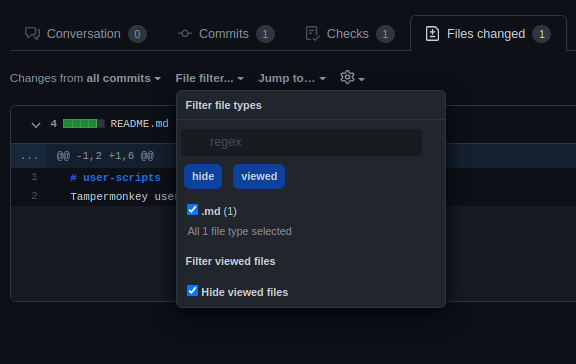 Conversation 0 Commits 1 Checks 1 Files changed 1
Changes from all commits File filter... Jump to...
Filter file types
4 README.md
regex
... @@ -1,2 +1,6 @@
hide viewed
1 # user-scripts
2 Tampermonkey user
.md (1)
All 1 file type selected
Filter viewed files
Hide viewed files